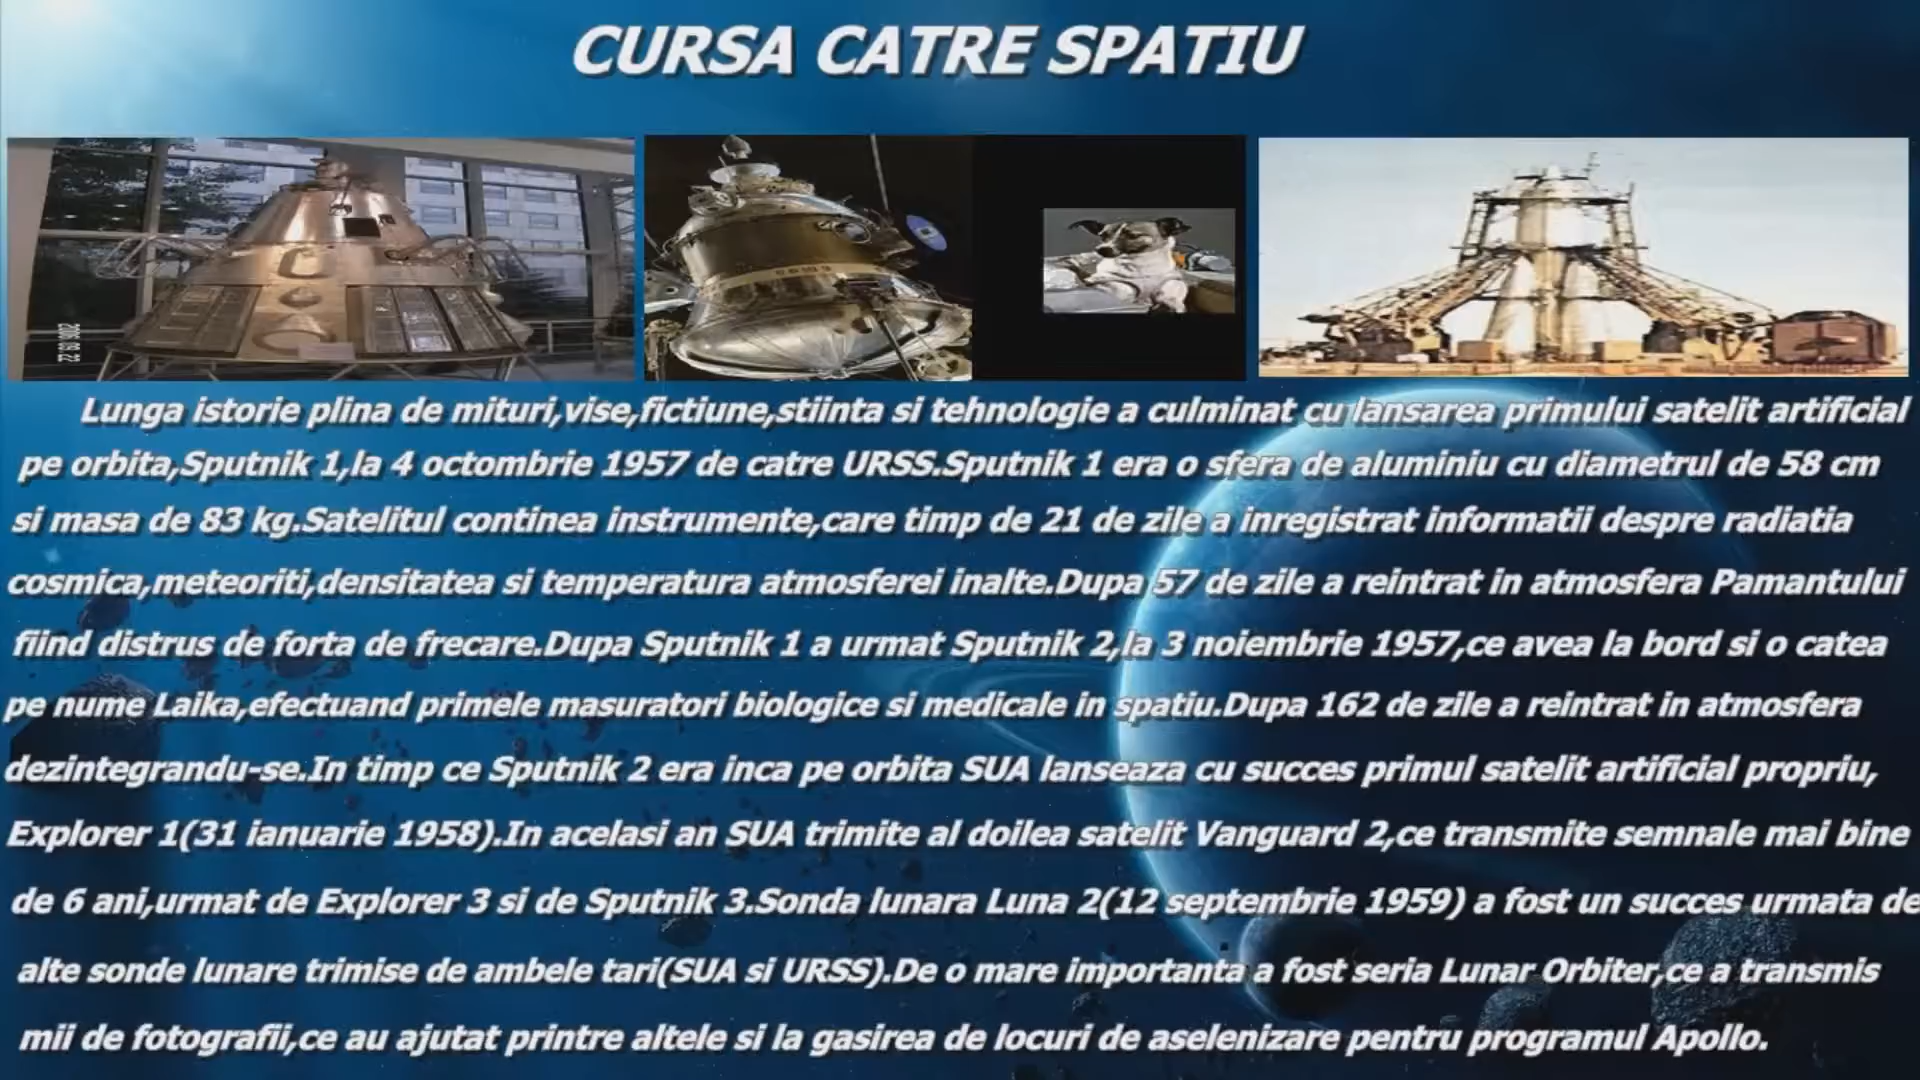 CURSA CATRE SPATIU
Lunga istorie plina de mituri,vise,fictiune,stiinta si tehnologie a culminat cu lansarea primului satelit artificial
pe orbita,Sputnik 1,la 4 octombrie 1957 de catre URSS.Sputnik 1 era o sfera de aluminiu cu diametrul de 58 cm
si masa de 83 kg.Satelitul continea instrumente,care timp de 21 de zile a inregistrat informatii despre radiatia
cosmica,meteoriti,densitatea si temperatura atmosferei inalte.Dupa 57 de zile a reintrat in atmosfera Pamantului
fiind distrus de forta de frecare.Dupa Sputnik 1 a urmat Sputnik 2,la 3 noiembrie 1957,ce avea la bord si o catea
pe nume Laika,efectuand primele masuratori biologice si medicale in spatiu.Dupa 162 de zile a reintrat in atmosfera
dezintegrandu-se.In timp ce Sputnik 2 era inca pe orbita SUA lanseaza cu succes primul satelit artificial propriu,
Explorer 1(31 ianuarie 1958).In acelasi an SUA trimite al doilea satelit Vanguard 2,ce transmite semnale mai bine
de 6 ani,urmat de Explorer 3 si de Sputnik 3.Sonda lunara Luna 2(12 septembrie 1959) a fost un succes urmata de
alte sonde lunare trimise de ambele tari(SUA si URSS).De o mare importanta a fost seria Lunar Orbiter,ce a transmis
mii de fotografii,ce au ajutat printre altele si la gasirea de locuri de aselenizare pentru programul Apollo.